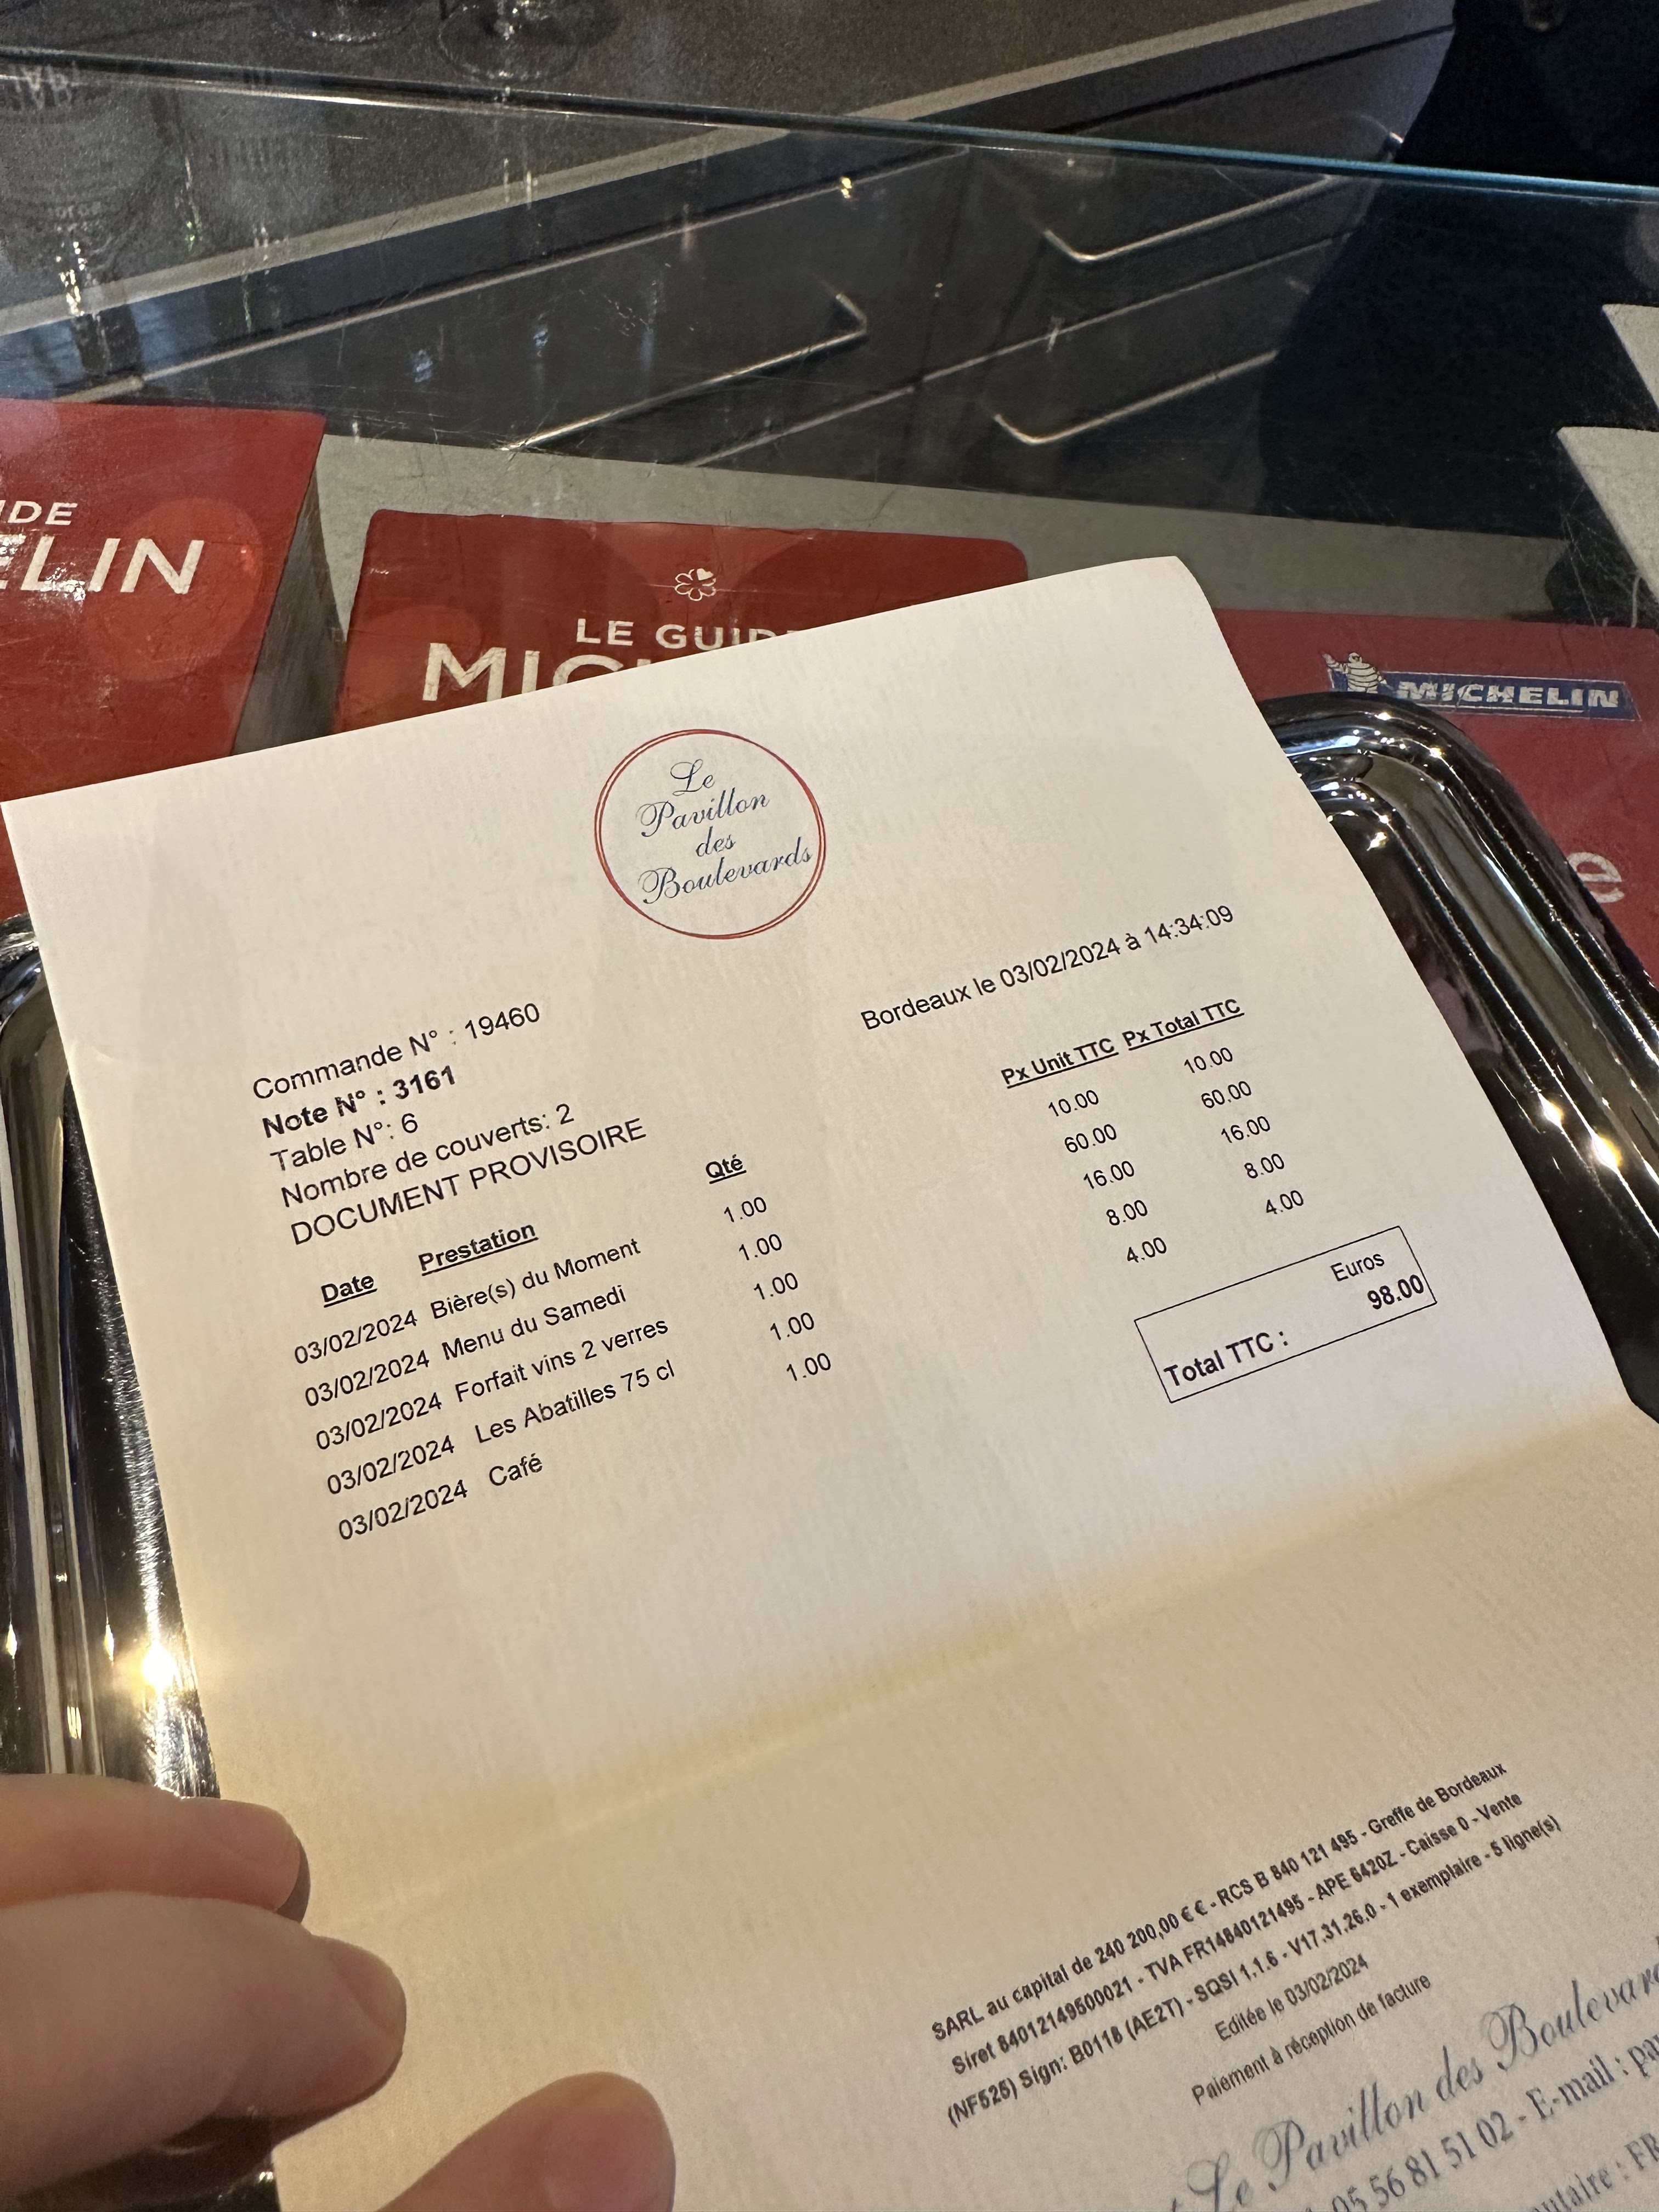 IDE
ELIN
LE GUID
MIC
MICHELIN
e
Le
Pavillon
des
Boulevards
Bordeaux le 03/02/2024 à 14:34:09
Commande N° : 19460
Note N° : 3161
Table N°: 6
Nombre de couverts: 2
DOCUMENT PROVISOIRE
Date Prestation Qté Px Unit TTC Px Total TTC
03/02/2024 Bière(s) du Moment 1.00 10.00 10.00
03/02/2024 Menu du Samedi 1.00 60.00 60.00
03/02/2024 Forfait vins 2 verres 1.00 16.00 16.00
03/02/2024 Les Abatilles 75 cl 1.00 8.00 8.00
03/02/2024 Café 1.00 4.00 4.00
Euros
Total TTC : 98.00
SARL au capital de 240 200,00 € € - RCS B 840 121 495 - Greffe de Bordeaux
Siret 84012149500021 - TVA FR14840121495 - APE 6420Z - Caisse 0 - Vente
(NF525) Sign: B0118 (AE2T) - SQSI 1.1.6 - V17.31.26.0 - 1 exemplaire - 5 ligne(s)
Editée le 03/02/2024
Paiement à réception de facture
Le Pavillon des Boulevar
05 56 81 51 02 - E-mail : pa
utaire : FR